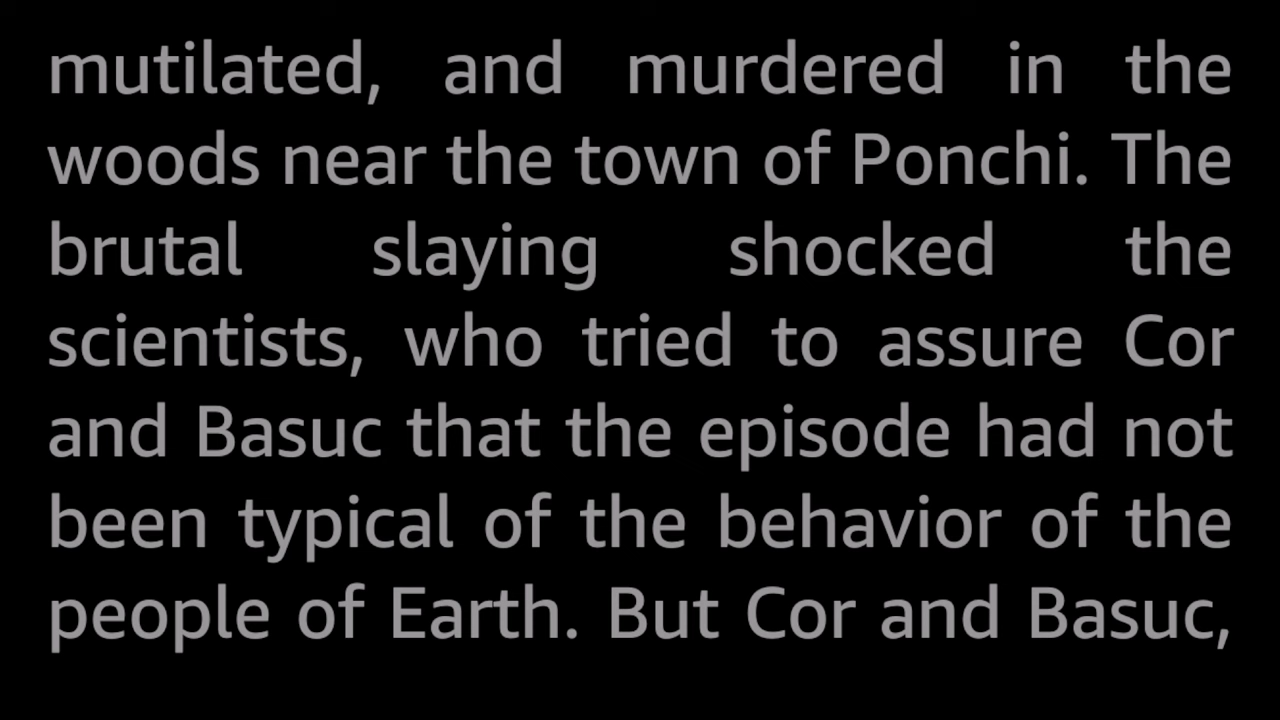 mutilated, and murdered in the
woods near the town of Ponchi. The
brutal slaying shocked the
scientists, who tried to assure Cor
and Basuc that the episode had not
been typical of the behavior of the
people of Earth. But Cor and Basuc,